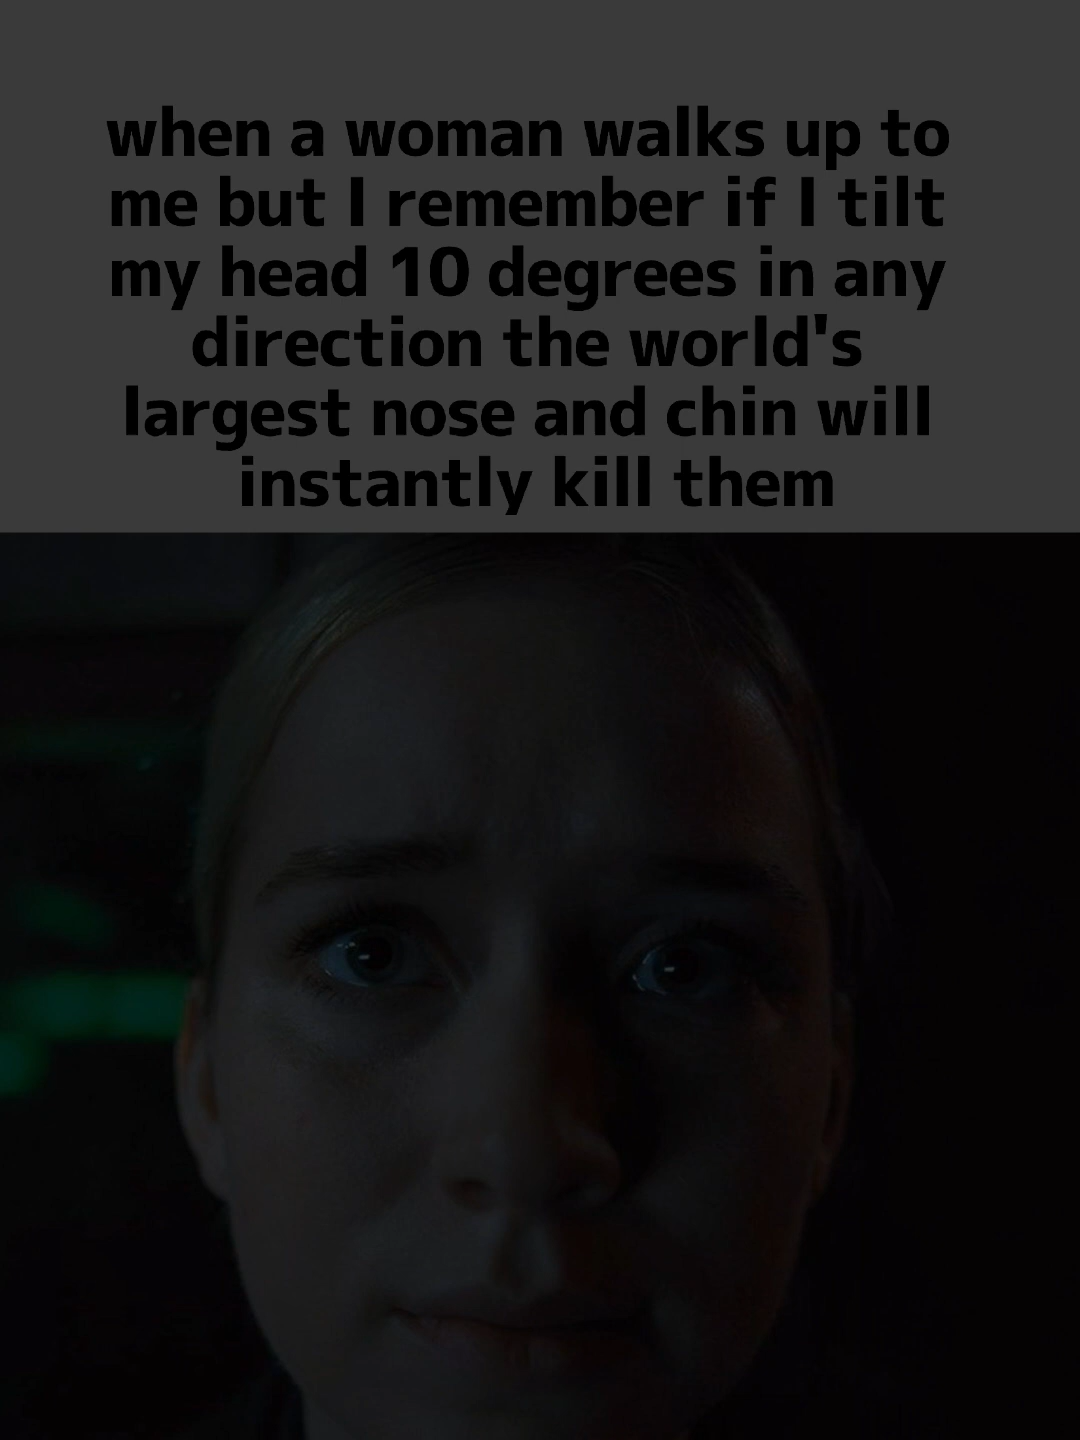 when a woman walks up to
me but I remember if I tilt
my head 10 degrees in any
direction the world's
largest nose and chin will
instantly kill them